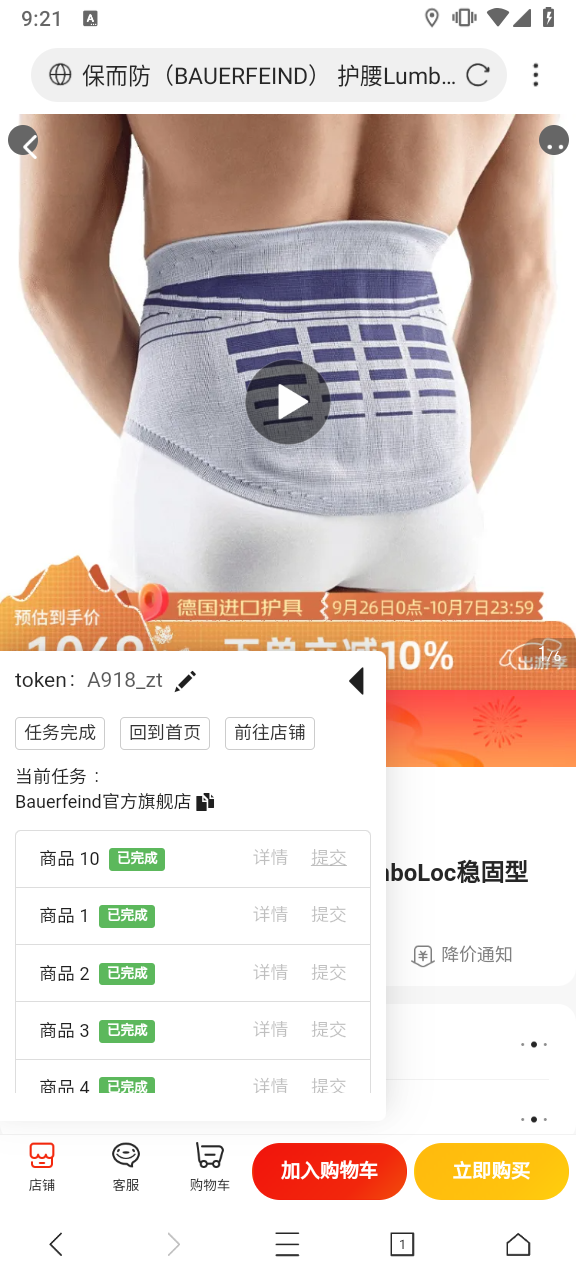 9:21
A
保而防（BAUERFEIND） 护腰Lumb...
德国进口护具 9月26日0点-10月7日23:59
预估到手价
下单立减10%
出游季
1/6
token： A918_zt
任务完成 回到首页 前往店铺
当前任务：
Bauerfeind官方旗舰店
boLoc稳固型
商品 10 已完成 详情 提交
商品 1 已完成 详情 提交
降价通知
商品 2 已完成 详情 提交
商品 3 已完成 详情 提交
商品 4 已完成 详情 提交
店铺 客服 购物车 加入购物车 立即购买
1